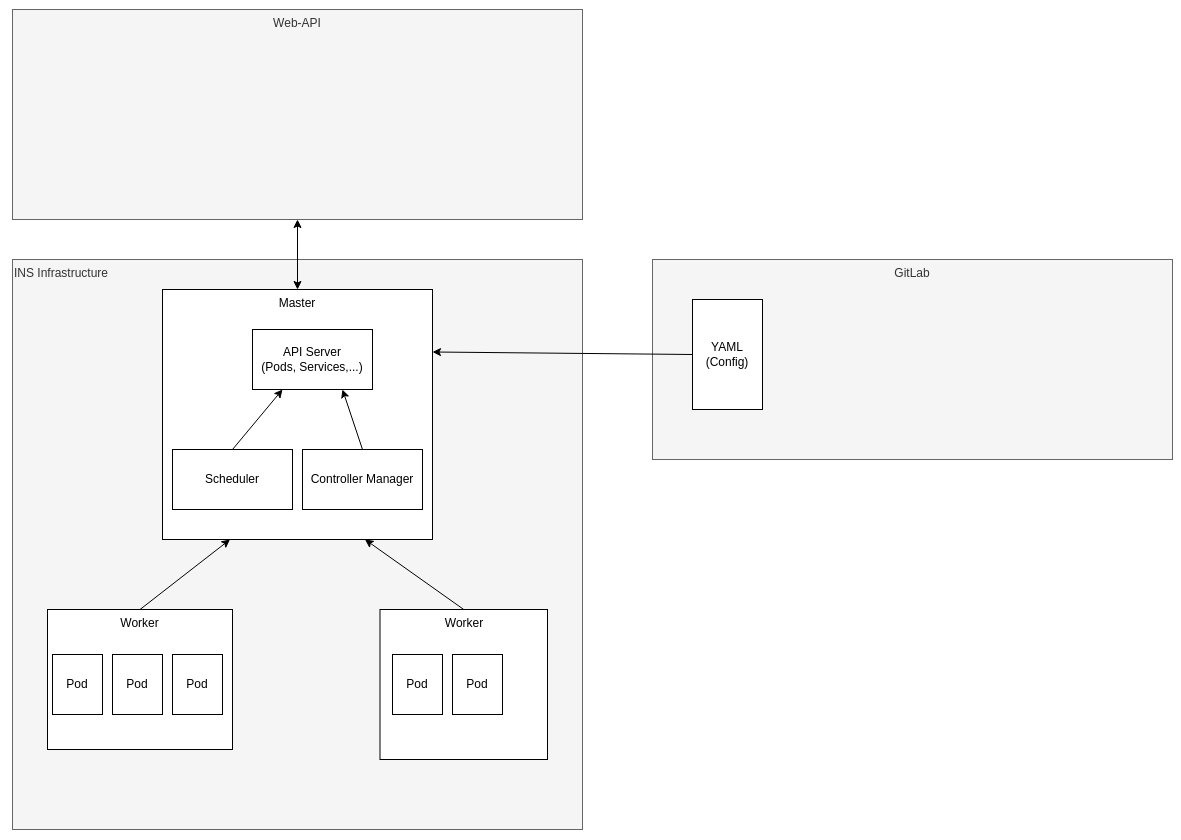 Web-API
INS Infrastructure
Master
API Server
(Pods, Services,...)
Scheduler
Controller Manager
Worker
Pod
Pod
Pod
Worker
Pod
Pod
GitLab
YAML
(Config)